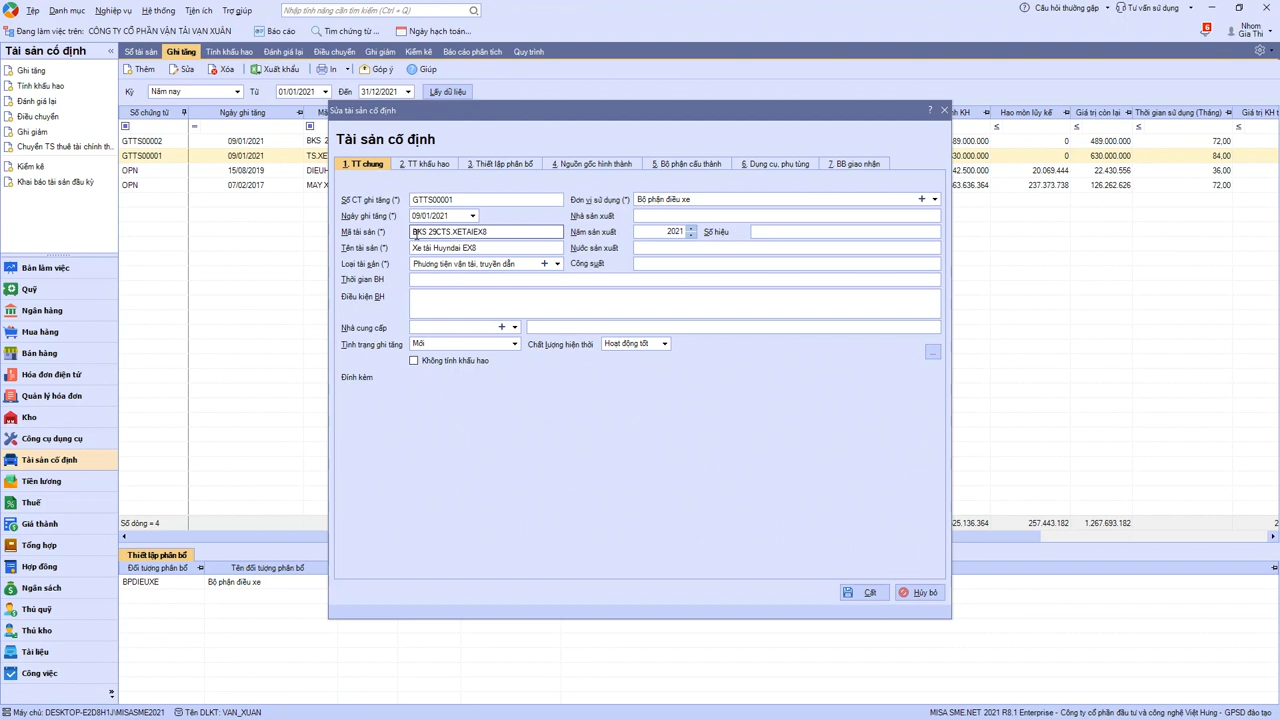 Tệp Danh mục Nghiệp vụ Hệ thống Tiện ích Trợ giúp
Nhập tính năng cần tìm kiếm...
Câu hỏi thường gặp
Tư vấn sử dụng
Đang làm việc trên: CÔNG TY CỔ PHẦN VẬN TẢI VẠN XUÂN
Báo cáo
Tìm chứng từ ...
Ngày hạch toán...
6
Nhom
Gia Thi
Tài sản cố định
Sổ tài sản Ghi tăng Tính khấu hao Đánh giá lại Điều chuyển Ghi giảm Kiểm kê Báo cáo phân tích Quy trình
Thêm Sửa Xóa Xuất khẩu In Góp ý Giúp
Kỳ Năm nay Từ 01/01/2021 Đến 31/12/2021 Lấy dữ liệu
Ghi tăng
Tính khấu hao
Đánh giá lại
Điều chuyển
Ghi giảm
Chuyển TS thuê tài chính th...
Kiểm kê
Khai báo tài sản đầu kỳ
Số chứng từ Ngày ghi tăng
GTTS00002 09/01/2021 BKS 2
GTTS00001 09/01/2021 TS.XE
OPN 15/08/2019 DIEUH
OPN 07/02/2017 MAY X
Số dòng = 4
Sửa tài sản cố định
Tài sản cố định
1. TT chung 2. TT khấu hao 3. Thiết lập phân bổ 4. Nguồn gốc hình thành 5. Bộ phận cấu thành 6. Dụng cụ, phụ tùng 7. BB giao nhận
Số CT ghi tăng (*) GTTS00001 Đơn vị sử dụng (*) Bộ phận điều xe
Ngày ghi tăng (*) 09/01/2021 Nhà sản xuất
Mã tài sản (*) BKS 29CTS.XETAIEX8 Năm sản xuất 2021 Số hiệu
Tên tài sản (*) Xe tải Huyndai EX8 Nước sản xuất
Loại tài sản (*) Phương tiện vận tải, truyền dẫn Công suất
Thời gian BH
Điều kiện BH
Nhà cung cấp
Tình trạng ghi tăng Mới Chất lượng hiện thời Hoạt động tốt
...
Không tính khấu hao
Đính kèm
Cất Hủy bỏ
nh KH Hao mòn lũy kế Giá trị còn lại Thời gian sử dụng (Tháng) Giá trị KH
≤ ≤ ≤ ≤ ≤
89.000.000 0 489.000.000 72,00
30.000.000 0 630.000.000 84,00
42.500.000 20.069.444 22.430.556 36,00
63.636.364 237.373.738 126.262.626 72,00
25.136.364 257.443.182 1.267.693.182 2
Bàn làm việc
Quỹ
Ngân hàng
Mua hàng
Bán hàng
Hóa đơn điện tử
Quản lý hóa đơn
Kho
Công cụ dụng cụ
Tài sản cố định
Tiền lương
Thuế
Giá thành
Tổng hợp
Hợp đồng
Ngân sách
Thủ quỹ
Thủ kho
Tài liệu
Công việc
Thiết lập phân bổ
Đối tượng phân bổ Tên đối tượng phân bổ
BPDIEUXE Bộ phận điều xe
Máy chủ: DESKTOP-E2D8H1J\MISASME2021
Tên DLKT: VAN_XUAN
MISA SME.NET 2021 R8.1 Enterprise - Công ty cổ phần đầu tư và công nghệ Việt Hưng - GPSD đào tạo